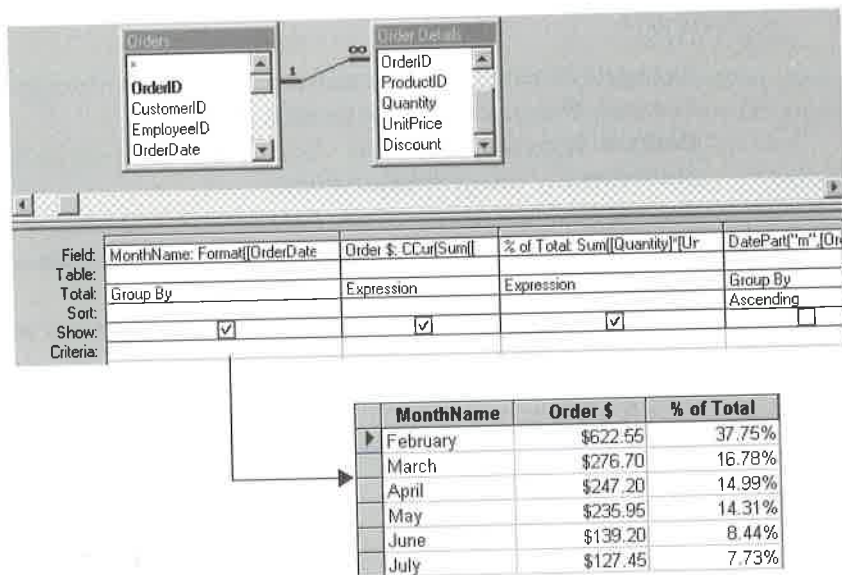 Orders
*
OrderID
CustomerID
EmployeeID
OrderDate
1
∞
Order Details
OrderID
ProductID
Quantity
UnitPrice
Discount
Field: MonthName: Format([OrderDate Order $: CCur(Sum([ % of Total: Sum([Quantity]*[Ur DatePart("m",[Ord
Table:
Total: Group By Expression Expression Group By
Sort: Ascending
Show:
Criteria:
MonthName Order $ % of Total
February $622.55 37.75%
March $276.70 16.78%
April $247.20 14.99%
May $235.95 14.31%
June $139.20 8.44%
July $127.45 7.73%